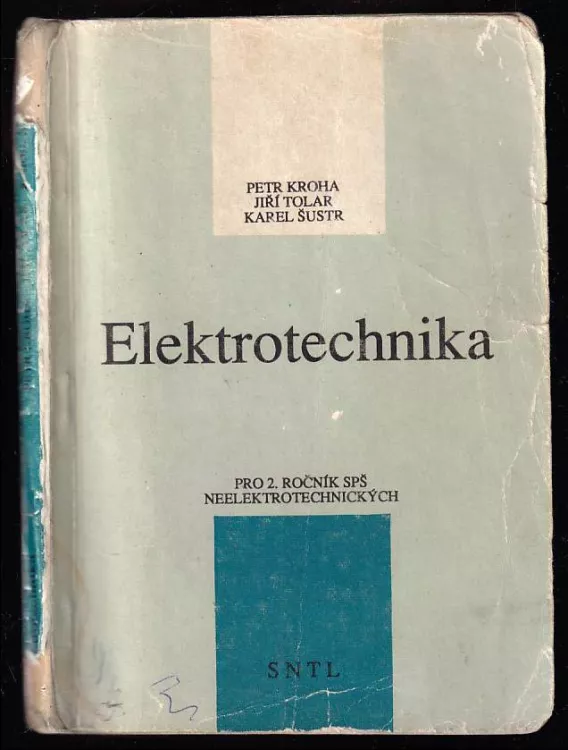 PETR KROHA
JIŘÍ TOLAR
KAREL ŠUSTR
Elektrotechnika
PRO 2. ROČNÍK SPŠ
NEELEKTROTECHNICKÝCH
SNTL